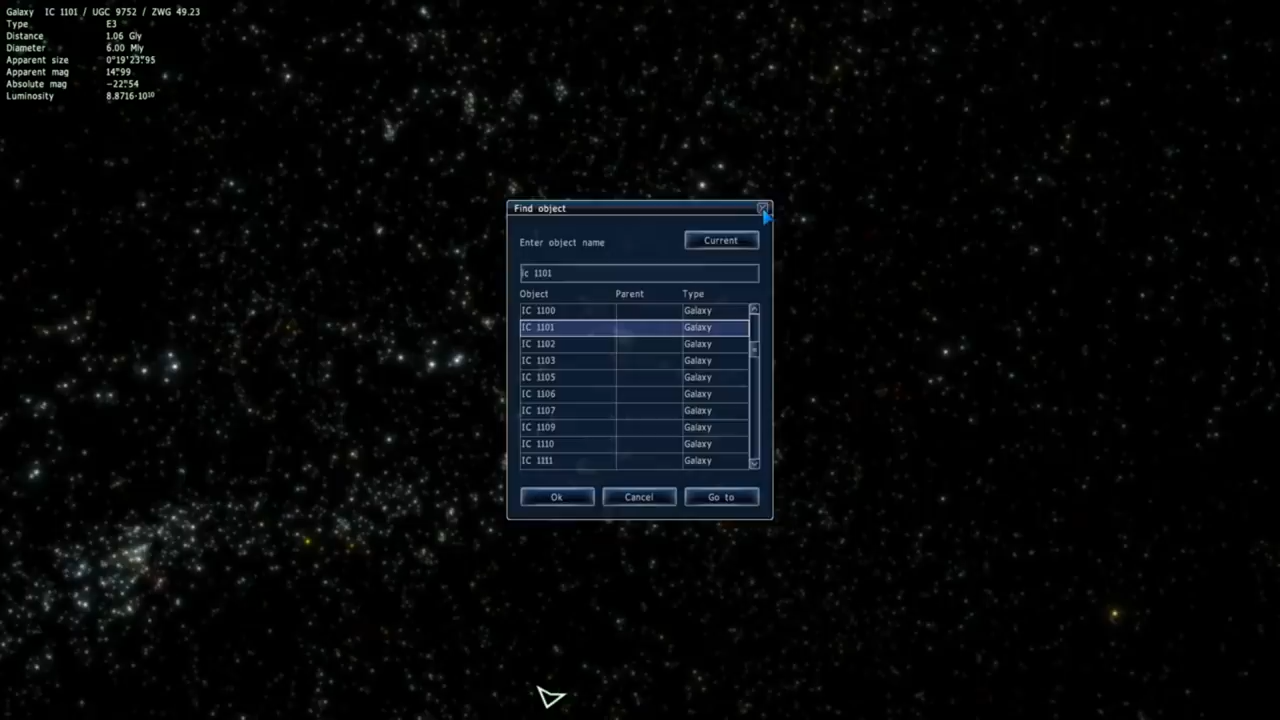 Galaxy IC 1101 / UGC 9752 / ZWG 49.23
Type E3
Distance 1.06 Gly
Diameter 6.00 Mly
Apparent size 0°19'23"95
Apparent mag 14ᵐ99
Absolute mag −22ᵐ54
Luminosity 8.8716·10¹⁰
Find object
Enter object name Current
ic 1101
Object Parent Type
IC 1100 Galaxy
IC 1101 Galaxy
IC 1102 Galaxy
IC 1103 Galaxy
IC 1105 Galaxy
IC 1106 Galaxy
IC 1107 Galaxy
IC 1109 Galaxy
IC 1110 Galaxy
IC 1111 Galaxy
Ok Cancel Go to